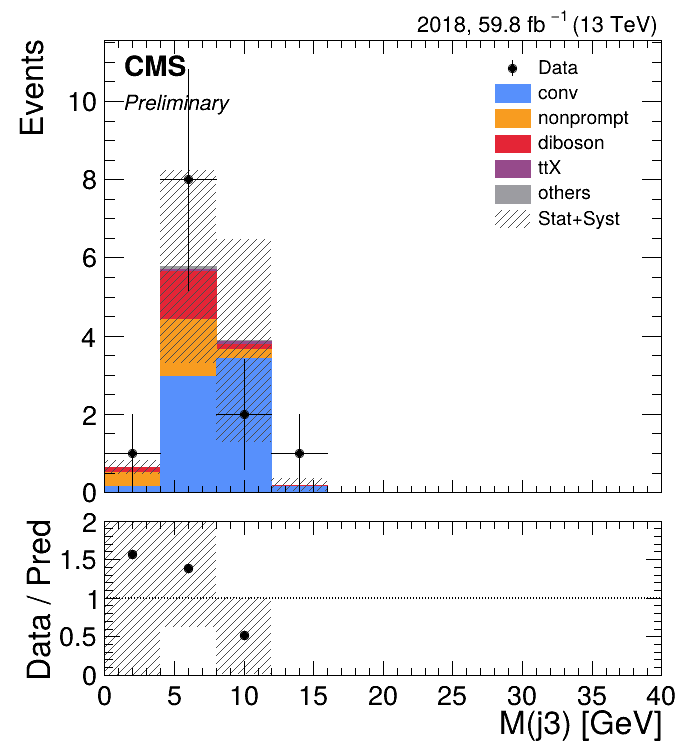 2018, 59.8 fb⁻¹ (13 TeV)
CMS
Preliminary
Events
10
8
6
4
2
0
Data
conv
nonprompt
diboson
ttX
others
Stat+Syst
Data / Pred
2
1.5
1
0.5
0
0 5 10 15 20 25 30 35 40
M(j3) [GeV]